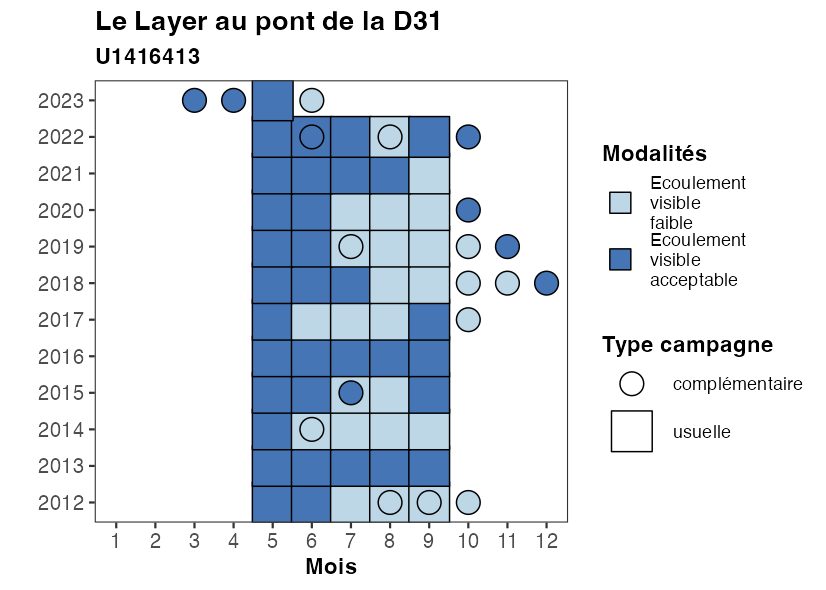 Le Layer au pont de la D31
U1416413
2023
2022
2021
2020
2019
2018
2017
2016
2015
2014
2013
2012
1 2 3 4 5 6 7 8 9 10 11 12
Mois
Modalités
Ecoulement
visible
faible
Ecoulement
visible
acceptable
Type campagne
complémentaire
usuelle